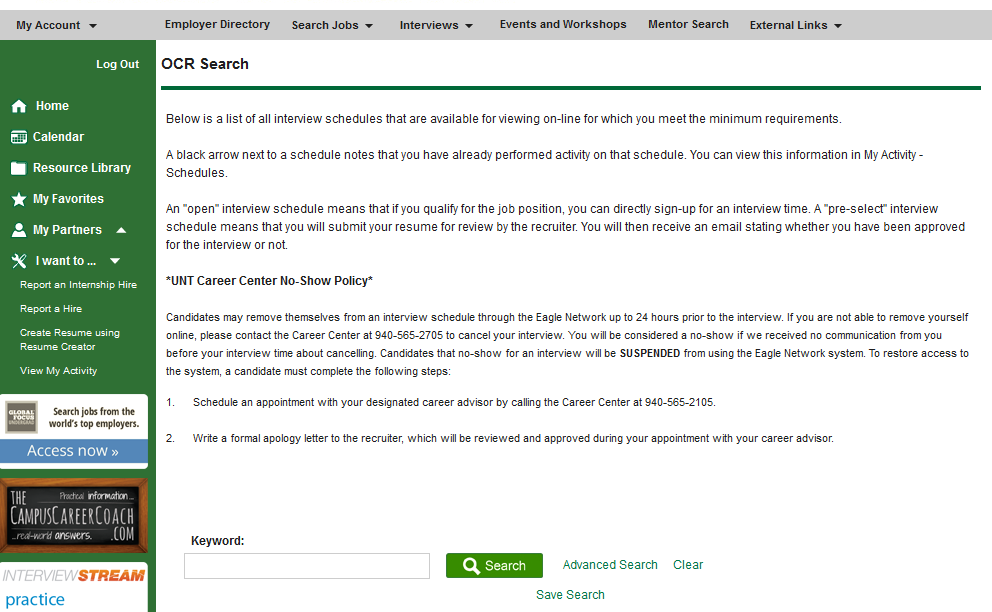 My Account
Employer Directory
Search Jobs
Interviews
Events and Workshops
Mentor Search
External Links
Log Out
Home
Calendar
Resource Library
My Favorites
My Partners
I want to ...
Report an Internship Hire
Report a Hire
Create Resume using
Resume Creator
View My Activity
GLOBAL
FOCUS
UNDERGRAD
Search jobs from the
world's top employers.
Access now »
THE
Practical information...
CAMPUSCAREERCOACH
...real-world answers.
.COM
INTERVIEWSTREAM
practice
OCR Search
Below is a list of all interview schedules that are available for viewing on-line for which you meet the minimum requirements.
A black arrow next to a schedule notes that you have already performed activity on that schedule. You can view this information in My Activity -
Schedules.
An "open" interview schedule means that if you qualify for the job position, you can directly sign-up for an interview time. A "pre-select" interview
schedule means that you will submit your resume for review by the recruiter. You will then receive an email stating whether you have been approved
for the interview or not.
*UNT Career Center No-Show Policy*
Candidates may remove themselves from an interview schedule through the Eagle Network up to 24 hours prior to the interview. If you are not able to remove yourself
online, please contact the Career Center at 940-565-2705 to cancel your interview. You will be considered a no-show if we received no communication from you
before your interview time about cancelling. Candidates that no-show for an interview will be SUSPENDED from using the Eagle Network system. To restore access to
the system, a candidate must complete the following steps:
1. Schedule an appointment with your designated career advisor by calling the Career Center at 940-565-2105.
2. Write a formal apology letter to the recruiter, which will be reviewed and approved during your appointment with your career advisor.
Keyword:
Search
Advanced Search
Clear
Save Search